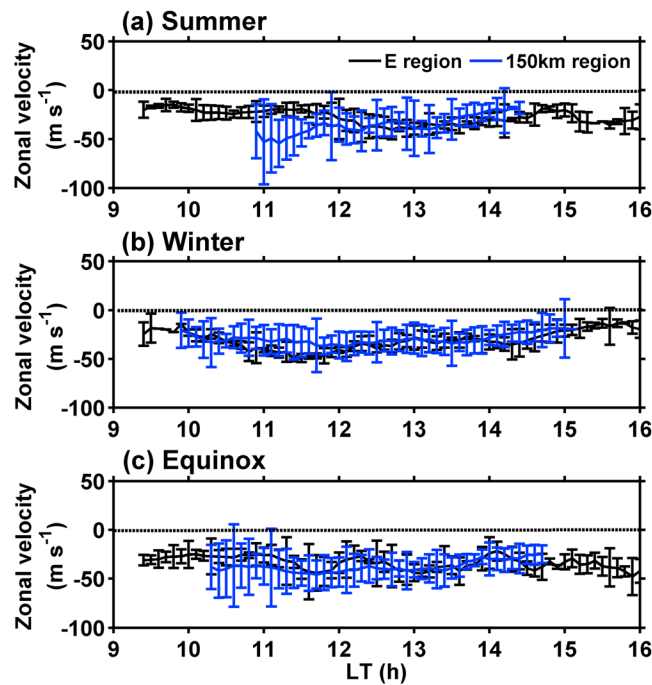 (a) Summer
50
0
-50
-100
Zonal velocity
(m s⁻¹)
E region 150km region
9 10 11 12 13 14 15 16
(b) Winter
50
0
-50
-100
Zonal velocity
(m s⁻¹)
9 10 11 12 13 14 15 16
(c) Equinox
50
0
-50
-100
Zonal velocity
(m s⁻¹)
9 10 11 12 13 14 15 16
LT (h)